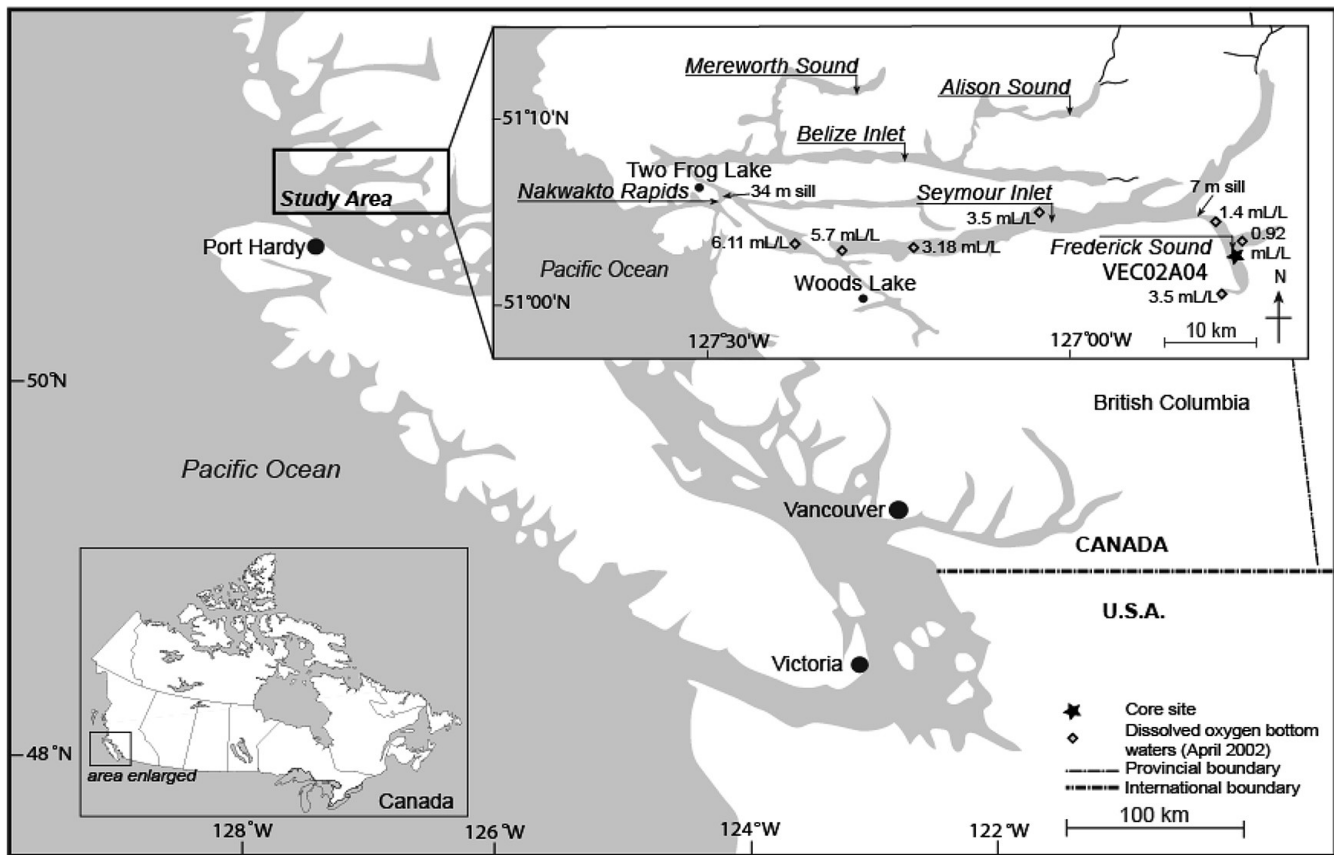 Mereworth Sound
Alison Sound
51°10'N
Belize Inlet
Two Frog Lake
Nakwakto Rapids
34 m sill
Seymour Inlet
7 m sill
3.5 mL/L
1.4 mL/L
6.11 mL/L
5.7 mL/L
3.18 mL/L
0.92
mL/L
Frederick Sound
VEC02A04
Pacific Ocean
Woods Lake
3.5 mL/L
N
51°00'N
127°30'W
127°00'W
10 km
Study Area
Port Hardy
50°N
British Columbia
Pacific Ocean
Vancouver
CANADA
U.S.A.
Victoria
Core site
Dissolved oxygen bottom
waters (April 2002)
Provincial boundary
International boundary
100 km
48°N
area enlarged
Canada
128°W
126°W
124°W
122°W